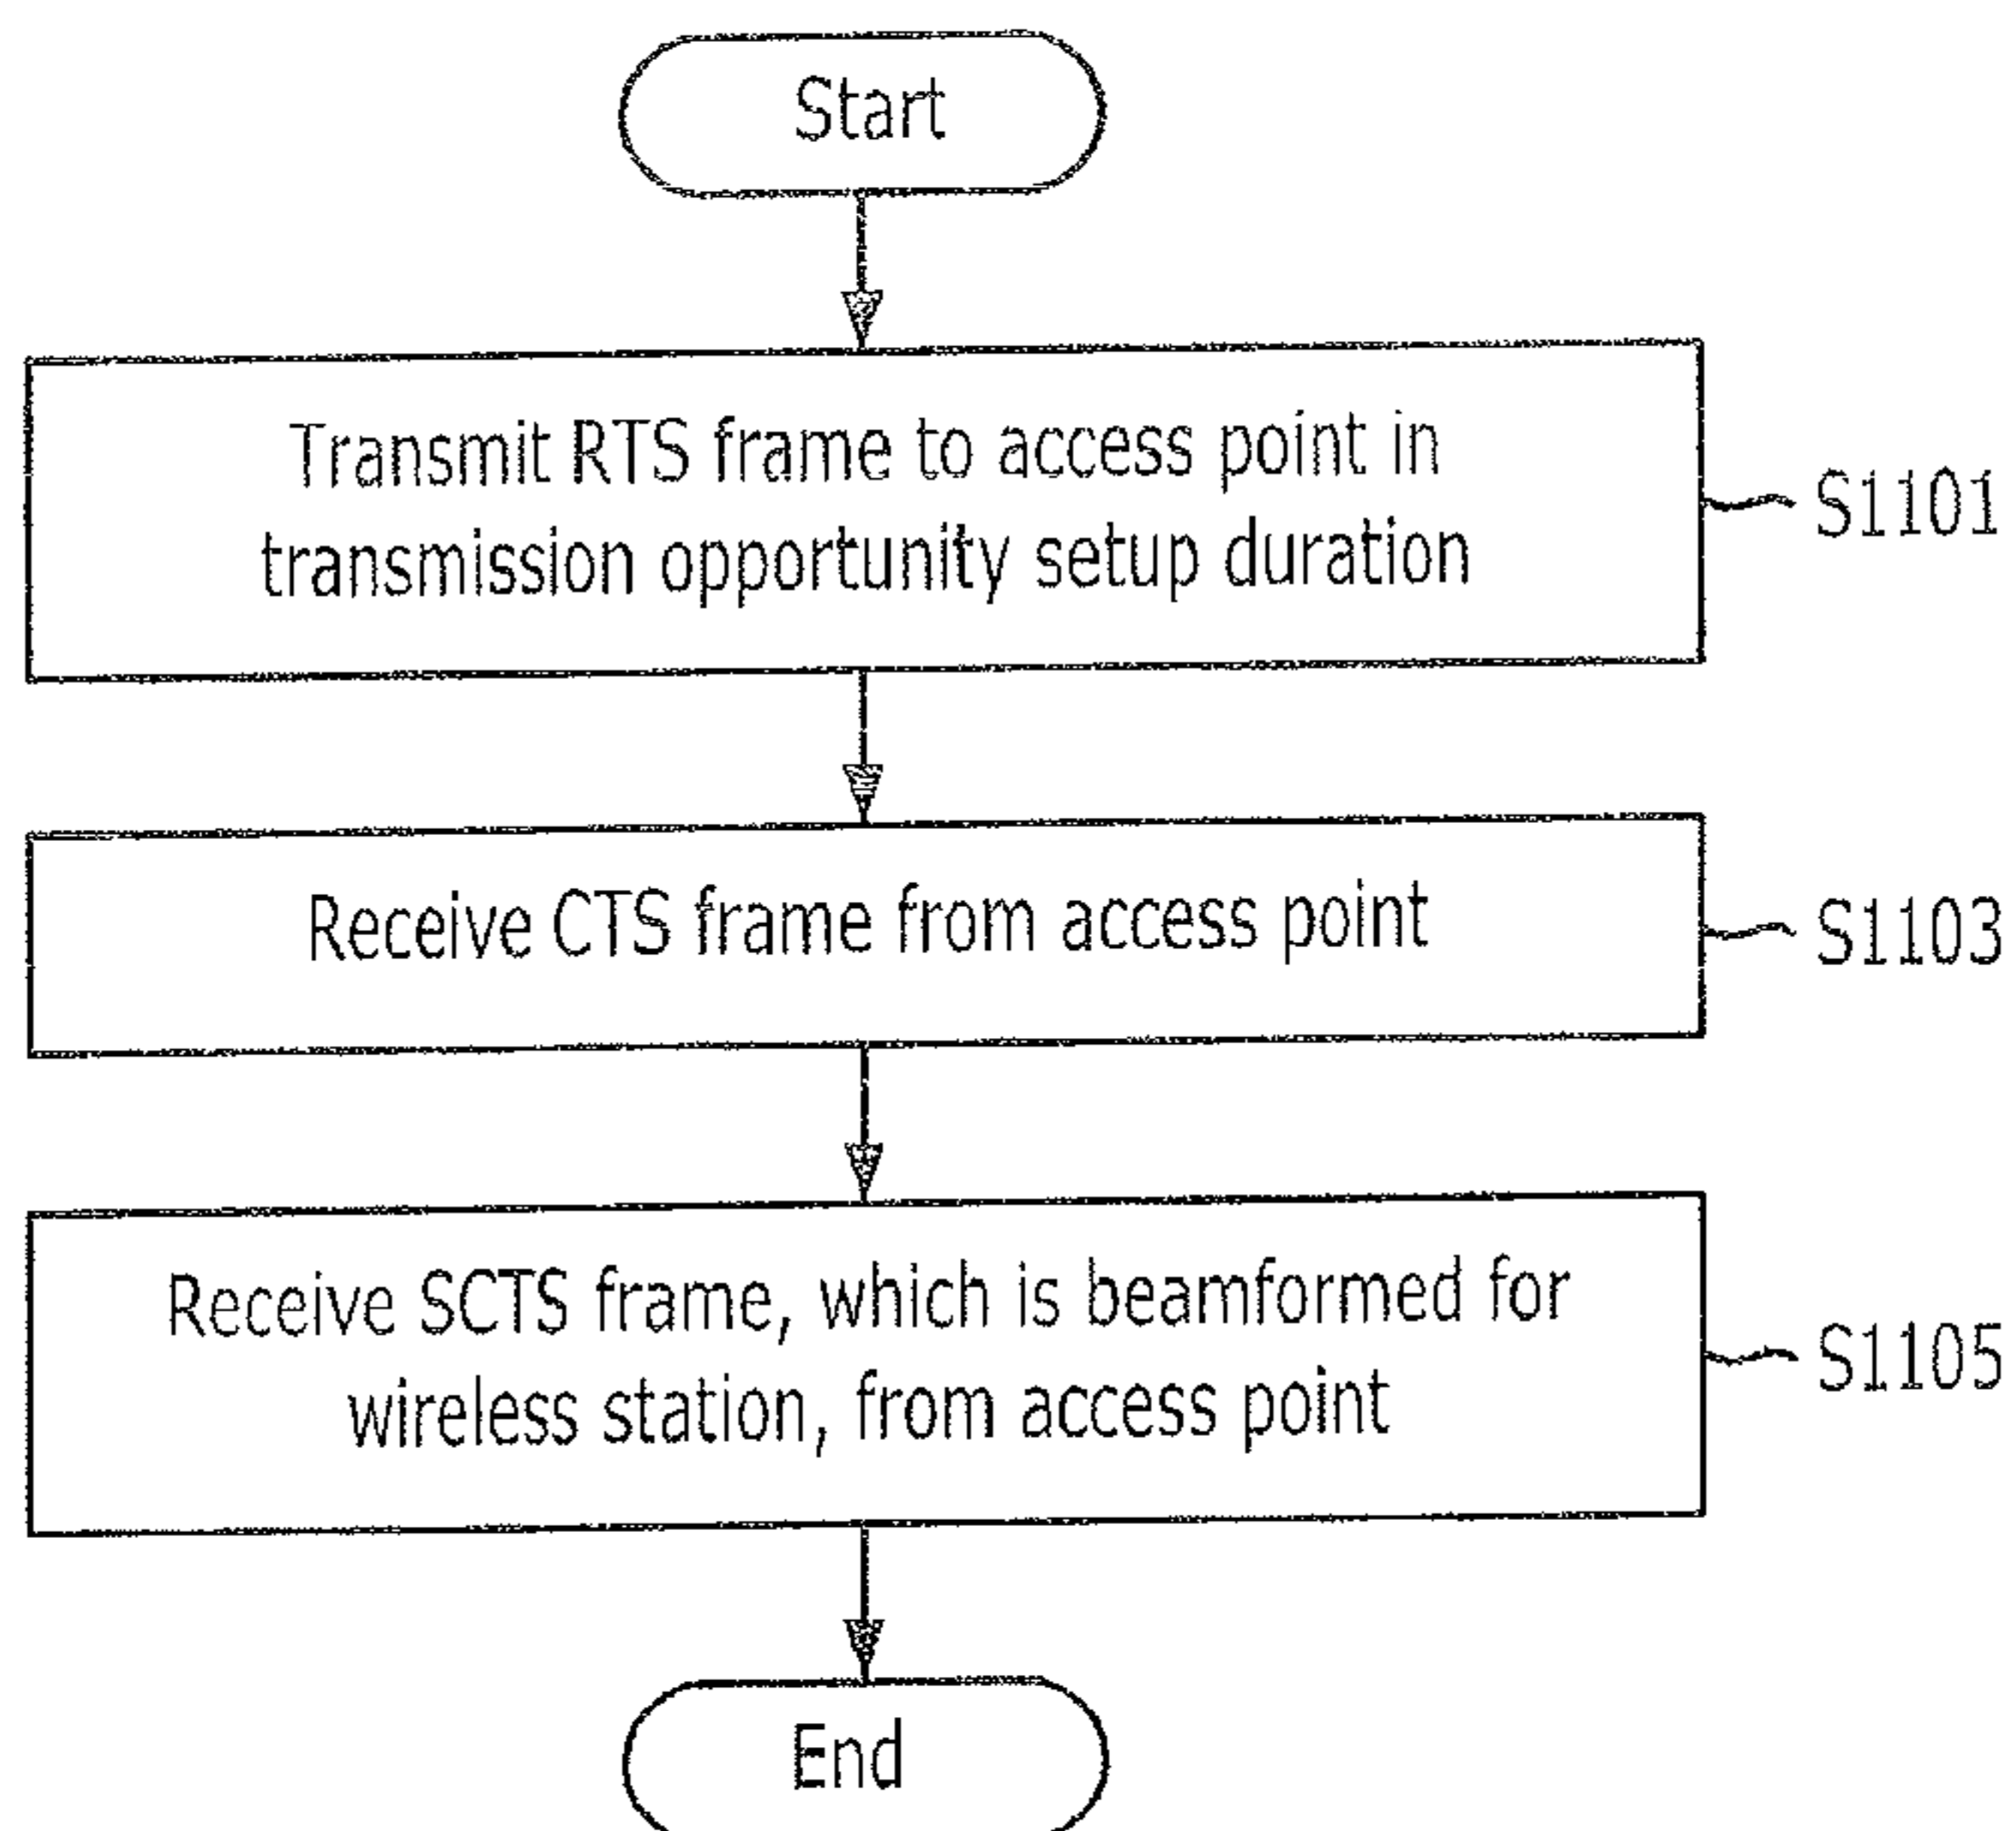 Start
Transmit RTS frame to access point in
transmission opportunity setup duration
S1101
Receive CTS frame from access point
S1103
Receive SCTS frame, which is beamformed for
wireless station, from access point
S1105
End